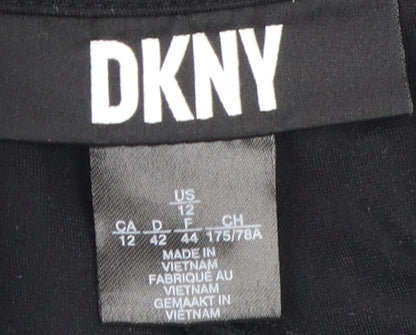 DKNY
US
12
CA D F CH
12 42 44 175/78A
MADE IN
VIETNAM
FABRIQUÉ AU
VIETNAM
GEMAAKT IN
VIETNAM